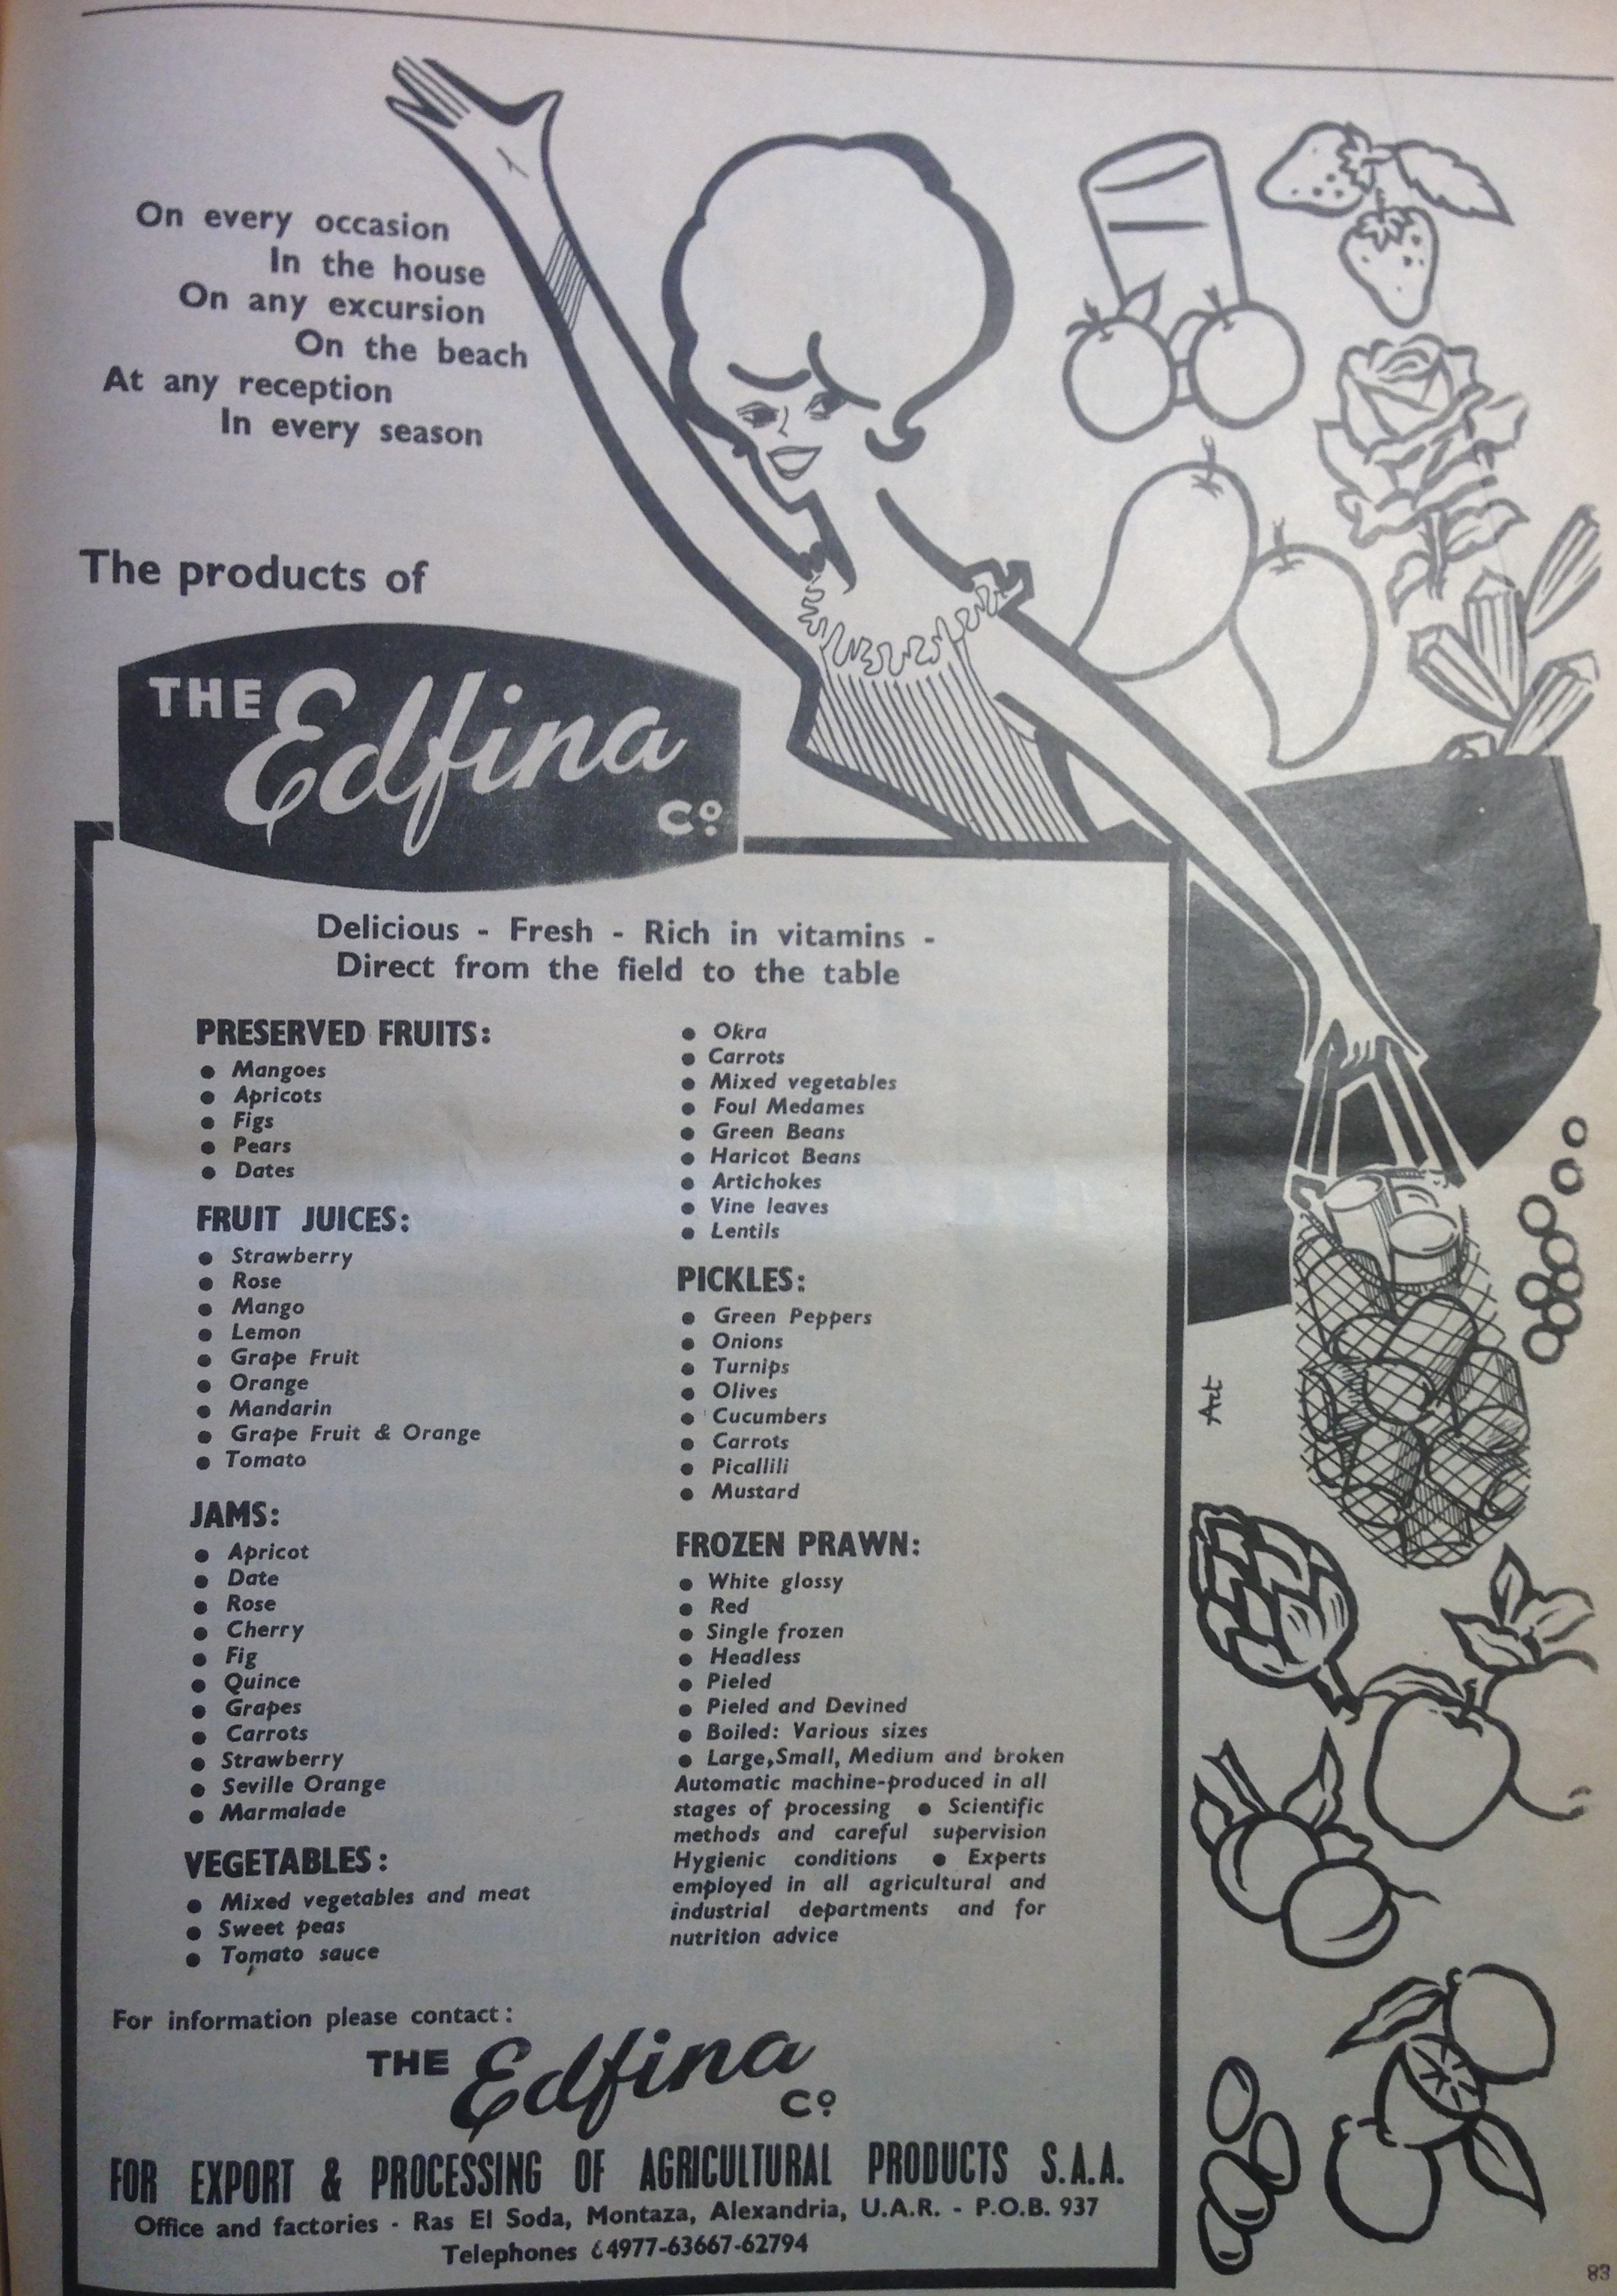 On every occasion
In the house
On any excursion
On the beach
At any reception
In every season
The products of
THE Edfina Co.
Delicious - Fresh - Rich in vitamins -
Direct from the field to the table
PRESERVED FRUITS:
• Mangoes
• Apricots
• Figs
• Pears
• Dates
FRUIT JUICES:
• Strawberry
• Rose
• Mango
• Lemon
• Grape Fruit
• Orange
• Mandarin
• Grape Fruit & Orange
• Tomato
JAMS:
• Apricot
• Date
• Rose
• Cherry
• Fig
• Quince
• Grapes
• Carrots
• Strawberry
• Seville Orange
• Marmalade
VEGETABLES:
• Mixed vegetables and meat
• Sweet peas
• Tomato sauce
• Okra
• Carrots
• Mixed vegetables
• Foul Medames
• Green Beans
• Haricot Beans
• Artichokes
• Vine leaves
• Lentils
PICKLES:
• Green Peppers
• Onions
• Turnips
• Olives
• Cucumbers
• Carrots
• Picallili
• Mustard
FROZEN PRAWN:
• White glossy
• Red
• Single frozen
• Headless
• Pieled
• Pieled and Devined
• Boiled: Various sizes
• Large, Small, Medium and broken
Automatic machine-produced in all
stages of processing • Scientific
methods and careful supervision
Hygienic conditions • Experts
employed in all agricultural and
industrial departments and for
nutrition advice
Art
For information please contact:
THE Edfina Co.
FOR EXPORT & PROCESSING OF AGRICULTURAL PRODUCTS S.A.A.
Office and factories - Ras El Soda, Montaza, Alexandria, U.A.R. - P.O.B. 937
Telephones 64977-63667-62794
83